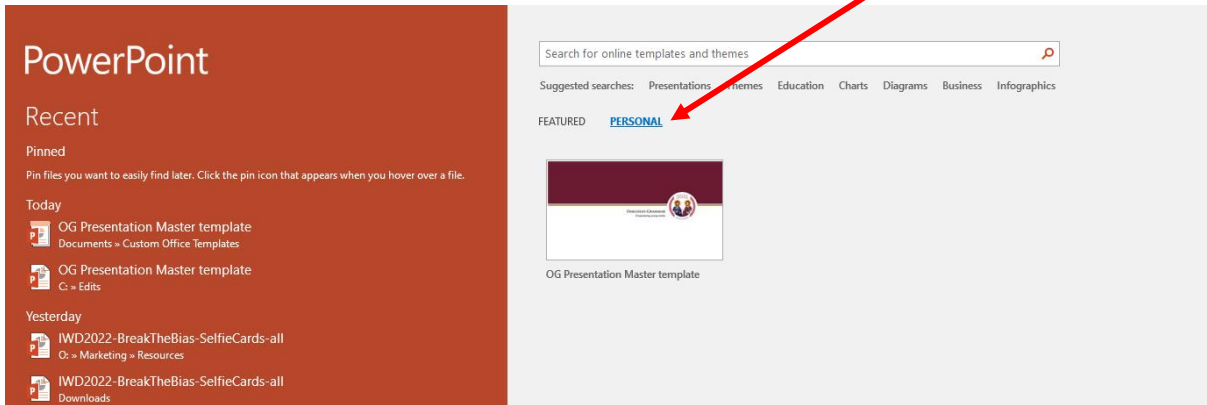 PowerPoint
Recent
Pinned
Pin files you want to easily find later. Click the pin icon that appears when you hover over a file.
Today
OG Presentation Master template
Documents » Custom Office Templates
OG Presentation Master template
C: » Edits
Yesterday
IWD2022-BreakTheBias-SelfieCards-all
O: » Marketing » Resources
IWD2022-BreakTheBias-SelfieCards-all
Downloads
Search for online templates and themes
Suggested searches: Presentations Themes Education Charts Diagrams Business Infographics
FEATURED PERSONAL
OG Presentation Master template